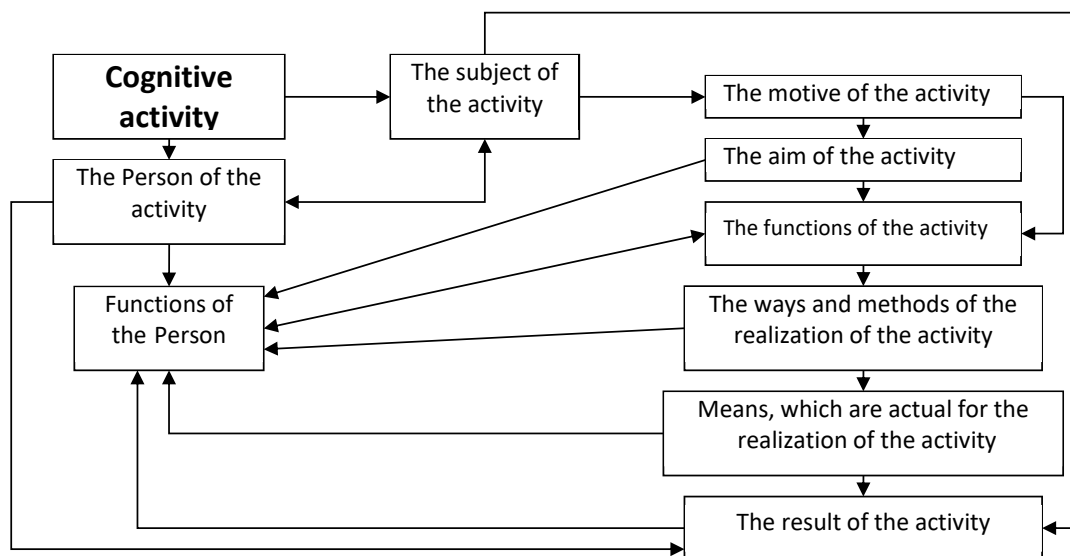 Cognitive
activity
The subject of
the activity
The motive of the activity
The aim of the activity
The Person of the
activity
The functions of the activity
Functions of
the Person
The ways and methods of the
realization of the activity
Means, which are actual for the
realization of the activity
The result of the activity